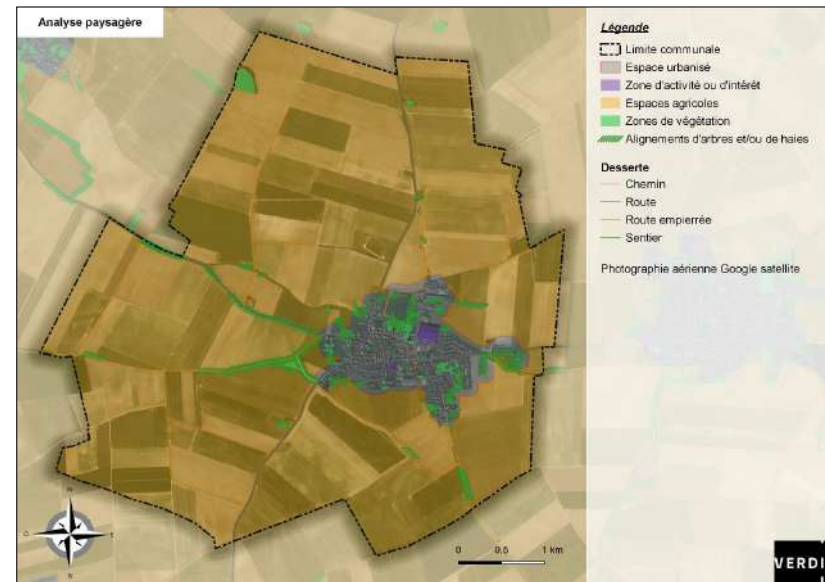 Analyse paysagère
Légende
Limite communale
Espace urbanisé
Zone d'activité ou d'intérêt
Espaces agricoles
Zones de végétation
Alignements d'arbres et/ou de haies
Desserte
Chemin
Route
Route empierrée
Sentier
Photographie aérienne Google satellite
0 0,5 1 km
VERDI